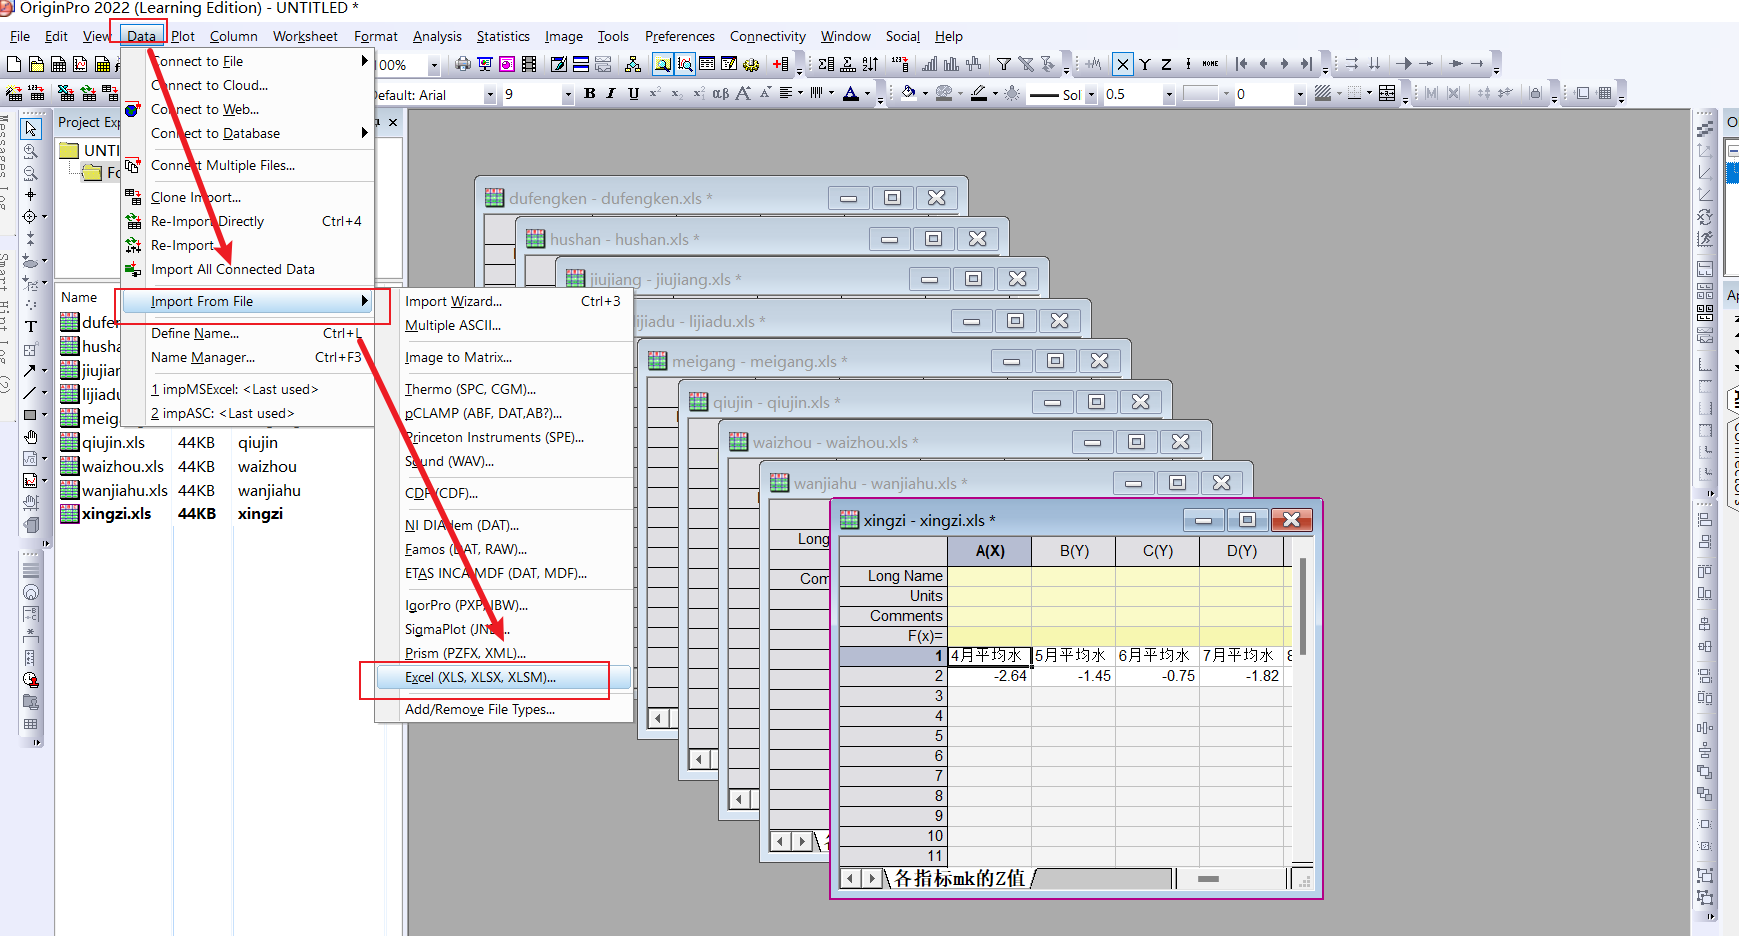 OriginPro 2022 (Learning Edition) - UNTITLED *
File Edit View Data Plot Column Worksheet Format Analysis Statistics Image Tools Preferences Connectivity Window Social Help
100% X Y Z NONE
Default: Arial 9 B I U αβ A A Sol 0.5 0
Messages Log
Smart Hint Log (2)
Project Exp
UNTI
Fo
Name
dufen
husha
jiujian
lijiadu
meiga
qiujin.xls 44KB qiujin
waizhou.xls 44KB waizhou
wanjiahu.xls 44KB wanjiahu
xingzi.xls 44KB xingzi
Connect to File
Connect to Cloud...
Connect to Web...
Connect to Database
Connect Multiple Files...
Clone Import...
Re-Import Directly Ctrl+4
Re-Import
Import All Connected Data
Import From File
Define Name... Ctrl+L
Name Manager... Ctrl+F3
1 impMSExcel: <Last used>
2 impASC: <Last used>
Import Wizard... Ctrl+3
Multiple ASCII...
Image to Matrix...
Thermo (SPC, CGM)...
pCLAMP (ABF, DAT,AB?)...
Princeton Instruments (SPE)...
Sound (WAV)...
CDF (CDF)...
NI DIAdem (DAT)...
Famos (DAT, RAW)...
ETAS INCA MDF (DAT, MDF)...
IgorPro (PXP, IBW)...
SigmaPlot (JNB)...
Prism (PZFX, XML)...
Excel (XLS, XLSX, XLSM)...
Add/Remove File Types...
dufengken - dufengken.xls *
hushan - hushan.xls *
jiujiang - jiujiang.xls *
lijiadu - lijiadu.xls *
meigang - meigang.xls *
qiujin - qiujin.xls *
waizhou - waizhou.xls *
wanjiahu - wanjiahu.xls *
Long
Com
xingzi - xingzi.xls *
A(X) B(Y) C(Y) D(Y)
Long Name
Units
Comments
F(x)=
1 4月平均水 5月平均水 6月平均水 7月平均水 8
2 -2.64 -1.45 -0.75 -1.82
3
4
5
6
7
8
9
10
11
各指标mk的Z值